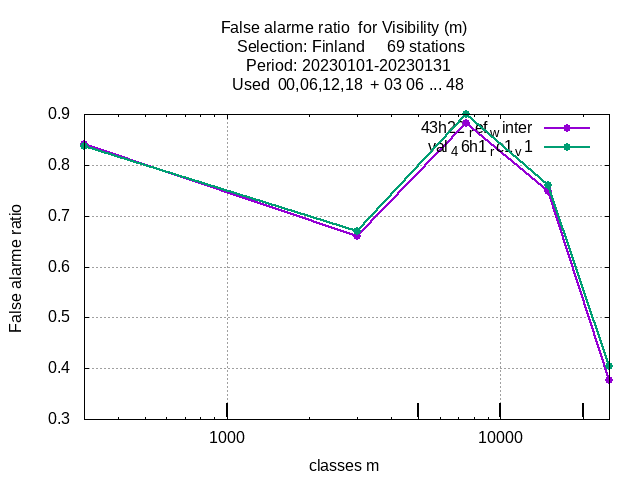 False alarme ratio  for Visibility (m)
Selection: Finland     69 stations
Period: 20230101-20230131
Used  00,06,12,18  + 03 06 ... 48
0.9
0.8
0.7
0.6
0.5
0.4
0.3
False alarme ratio
43h22_ref_winter
val_46h1_rc1_v1
1000
10000
classes m